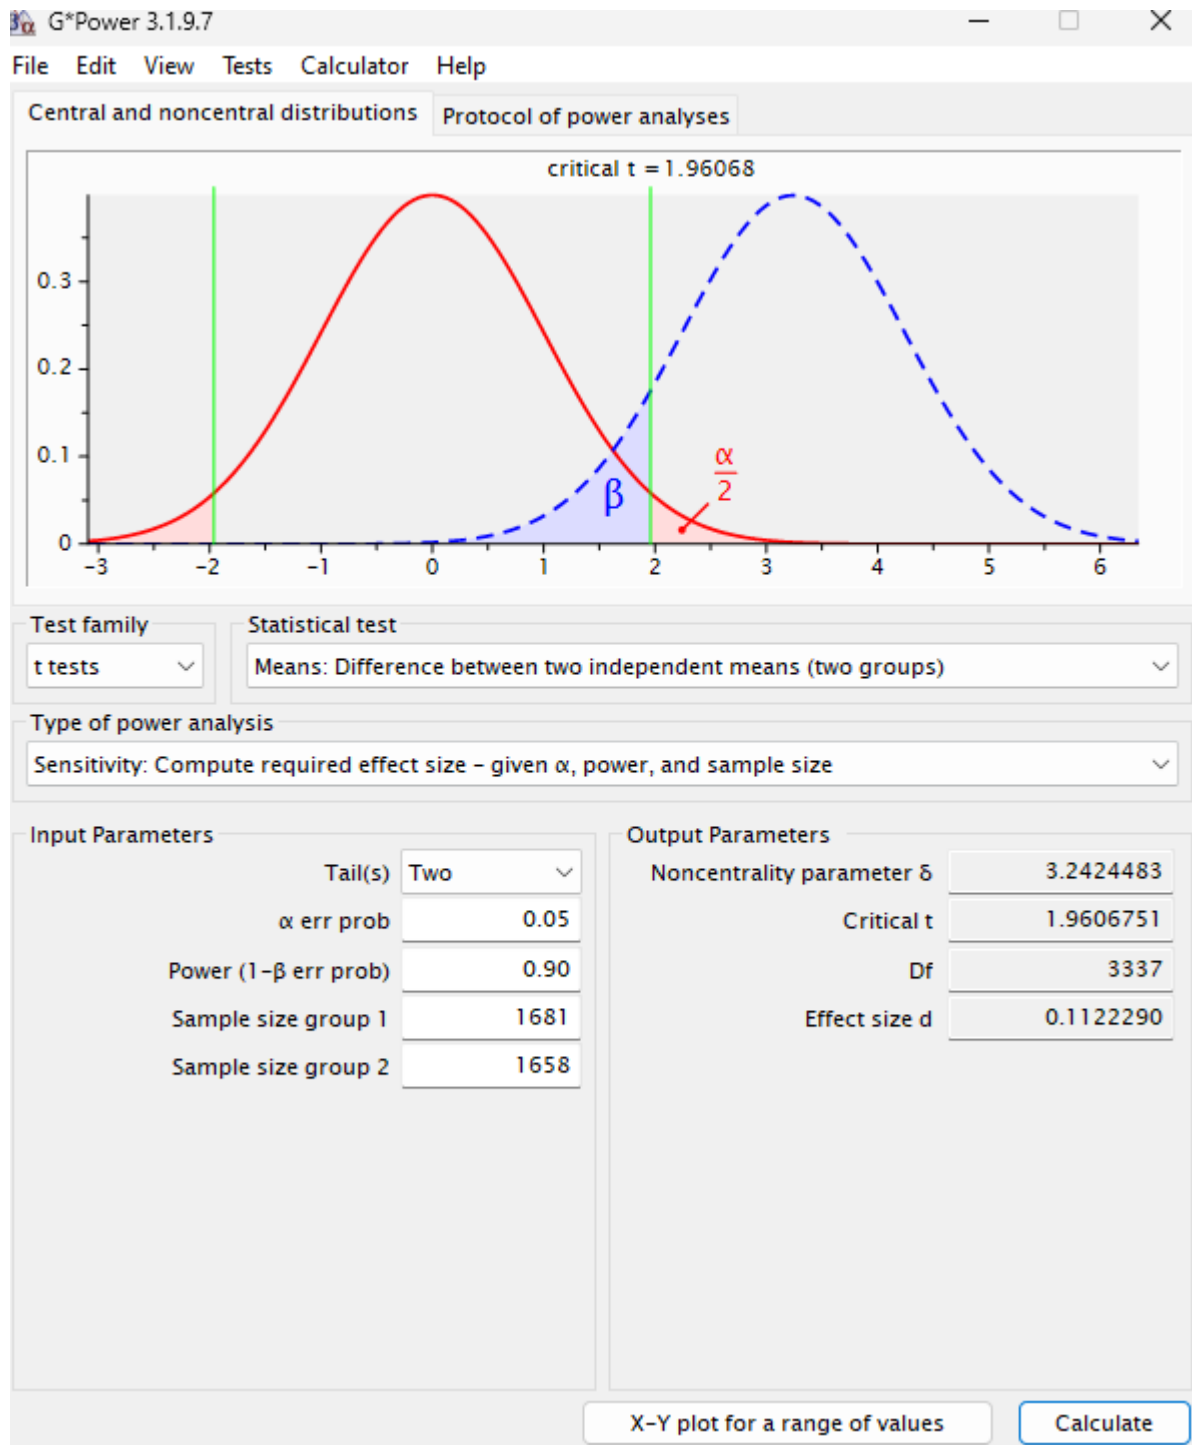 G*Power 3.1.9.7
File Edit View Tests Calculator Help
Central and noncentral distributions Protocol of power analyses
critical t = 1.96068
0.3
0.2
0.1
0
β
α
2
-3 -2 -1 0 1 2 3 4 5 6
Test family Statistical test
t tests Means: Difference between two independent means (two groups)
Type of power analysis
Sensitivity: Compute required effect size – given α, power, and sample size
Input Parameters Output Parameters
Tail(s) Two Noncentrality parameter δ 3.2424483
α err prob 0.05 Critical t 1.9606751
Power (1-β err prob) 0.90 Df 3337
Sample size group 1 1681 Effect size d 0.1122290
Sample size group 2 1658
X-Y plot for a range of values Calculate